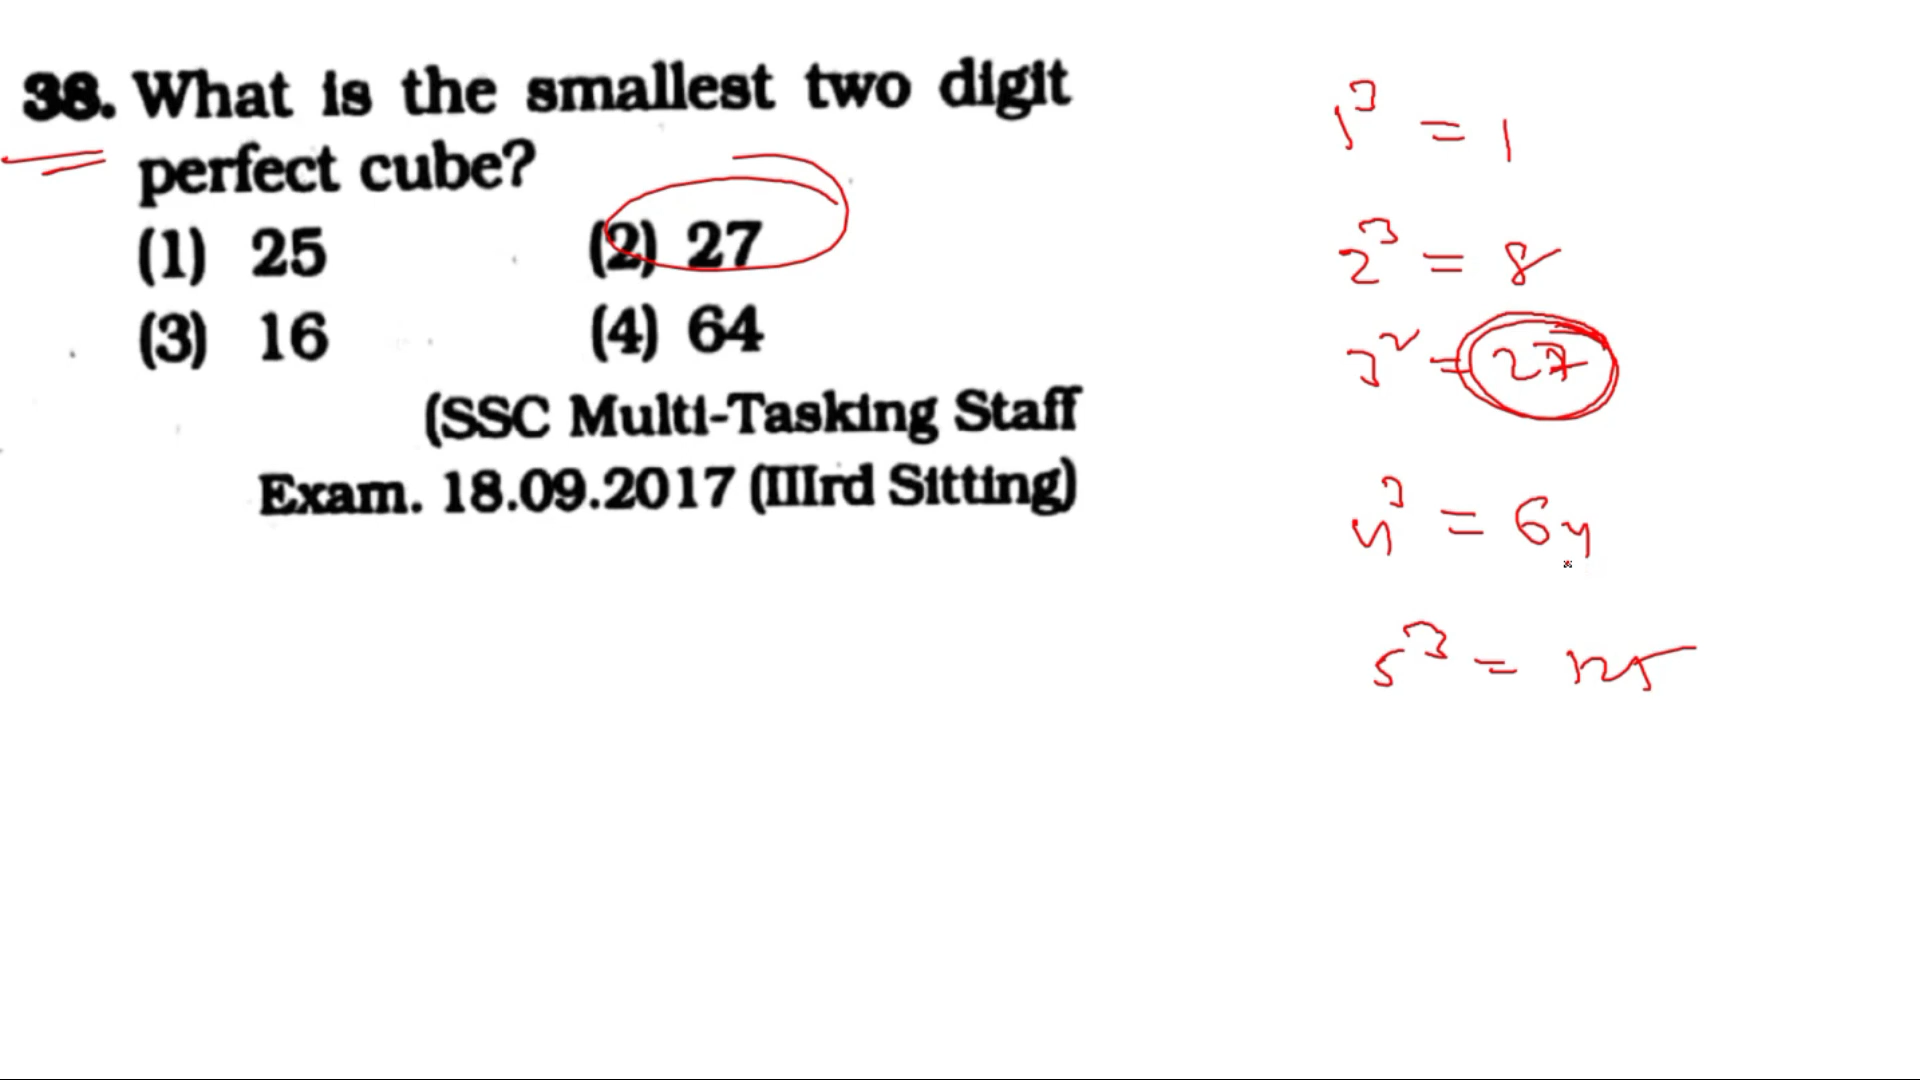 38. What is the smallest two digit
perfect cube?
(1) 25 (2) 27
(3) 16 (4) 64
(SSC Multi-Tasking Staff
Exam. 18.09.2017 (IIIrd Sitting)
1³ = 1
2³ = 8
3² = 27
4³ = 64
5³ = 125